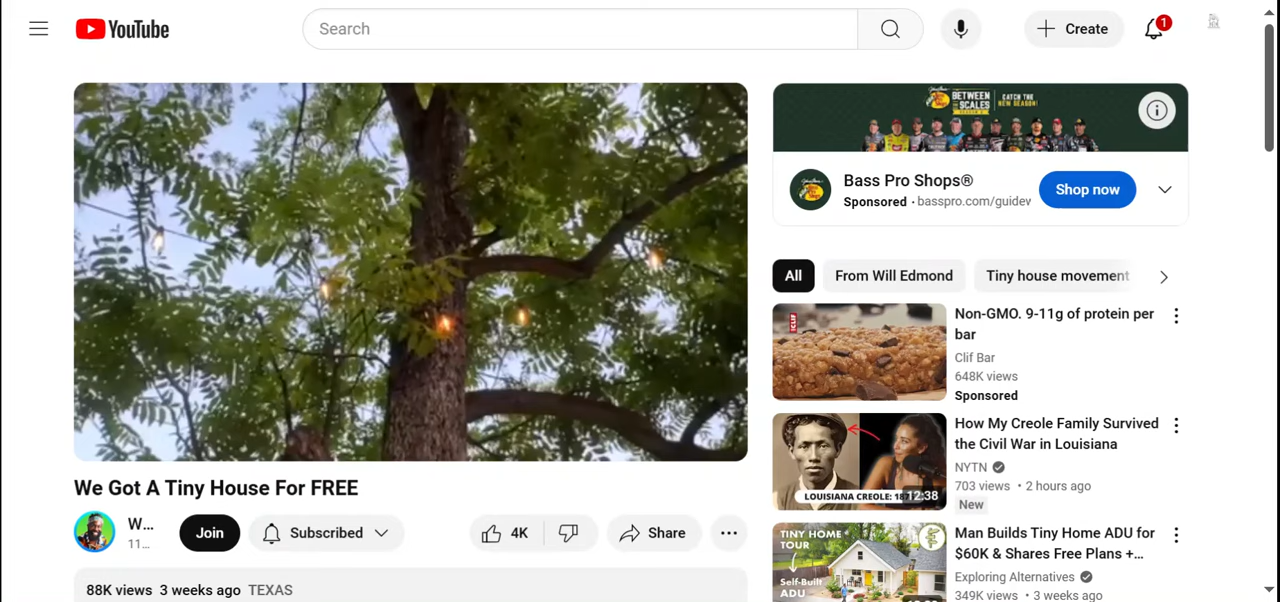 YouTube
Search
Create
1
BETWEEN
THE
SCALES
CATCH THE
NEW SEASON!
Bass Pro Shops®
Sponsored · basspro.com/guidev
Shop now
All
From Will Edmond
Tiny house movement
CLIF
Non-GMO. 9-11g of protein per
bar
Clif Bar
648K views
Sponsored
LOUISIANA CREOLE: 187
12:38
How My Creole Family Survived
the Civil War in Louisiana
NYTN
703 views • 2 hours ago
New
TINY HOME
TOUR
Self-Built
ADU
Man Builds Tiny Home ADU for
$60K & Shares Free Plans +...
Exploring Alternatives
349K views • 3 weeks ago
We Got A Tiny House For FREE
W...
11...
Join
Subscribed
4K
Share
88K views 3 weeks ago TEXAS